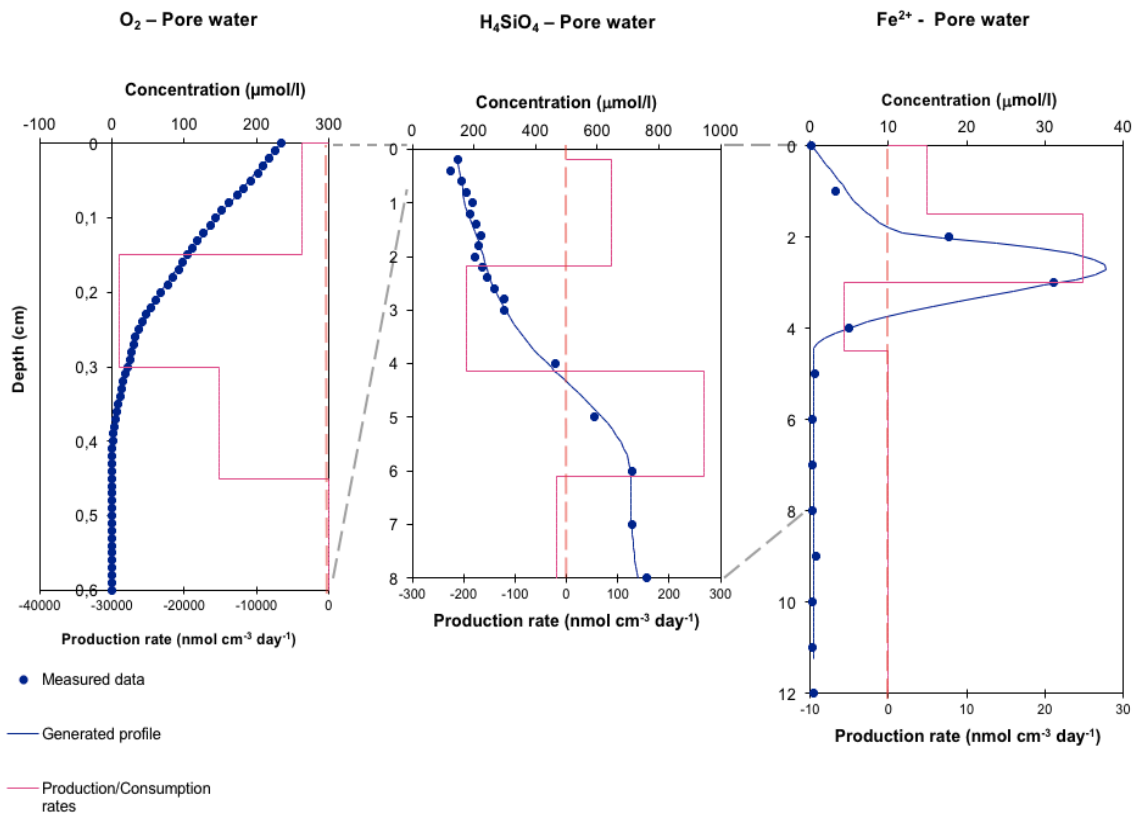 O₂ – Pore water
H₄SiO₄ – Pore water
Fe²⁺ - Pore water
Concentration (µmol/l)
-100 0 100 200 300
Concentration (µmol/l)
0 200 400 600 800 1000
Concentration (µmol/l)
0 10 20 30 40
Depth (cm)
0
0,1
0,2
0,3
0,4
0,5
0,6
-40000 -30000 -20000 -10000 0
Production rate (nmol cm⁻³ day⁻¹)
0
1
2
3
4
5
6
7
8
-300 -200 -100 0 100 200 300
Production rate (nmol cm⁻³ day⁻¹)
0
2
4
6
8
10
12
-10 0 10 20 30
Production rate (nmol cm⁻³ day⁻¹)
Measured data
Generated profile
Production/Consumption
rates